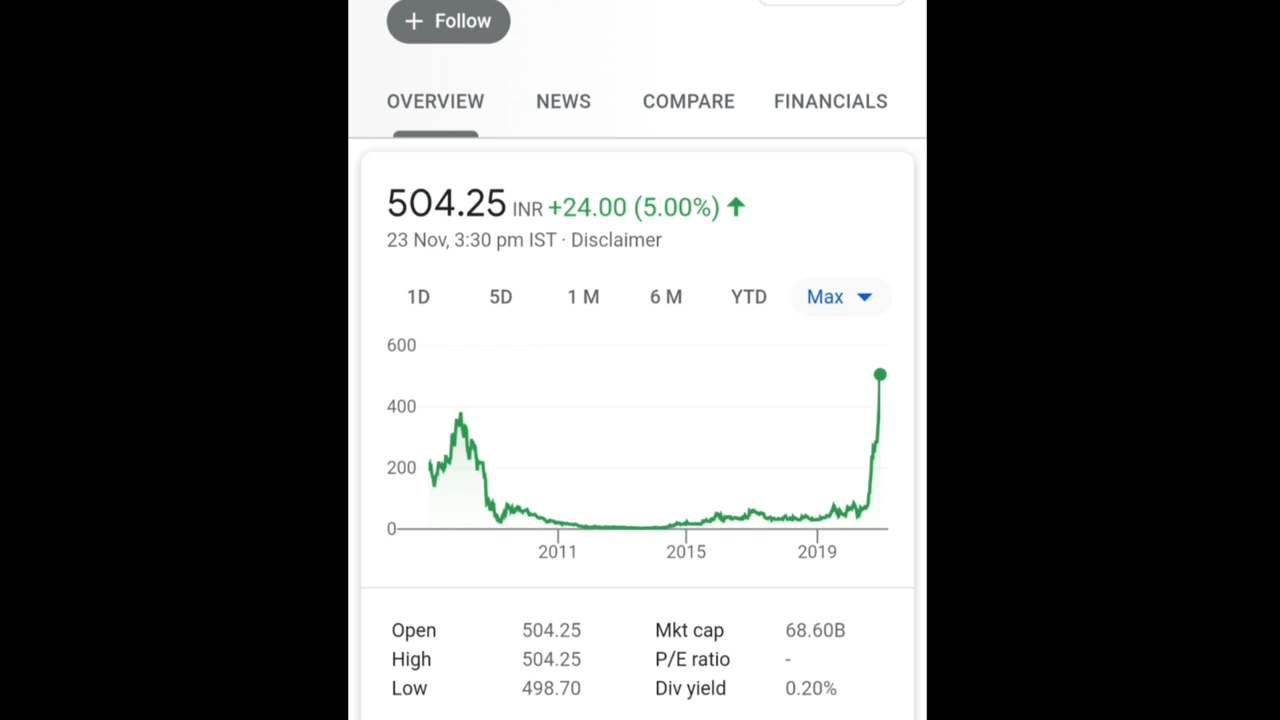 + Follow
OVERVIEW NEWS COMPARE FINANCIALS
504.25 INR +24.00 (5.00%)
23 Nov, 3:30 pm IST · Disclaimer
1D 5D 1 M 6 M YTD Max
600
400
200
0
2011 2015 2019
Open 504.25 Mkt cap 68.60B
High 504.25 P/E ratio -
Low 498.70 Div yield 0.20%